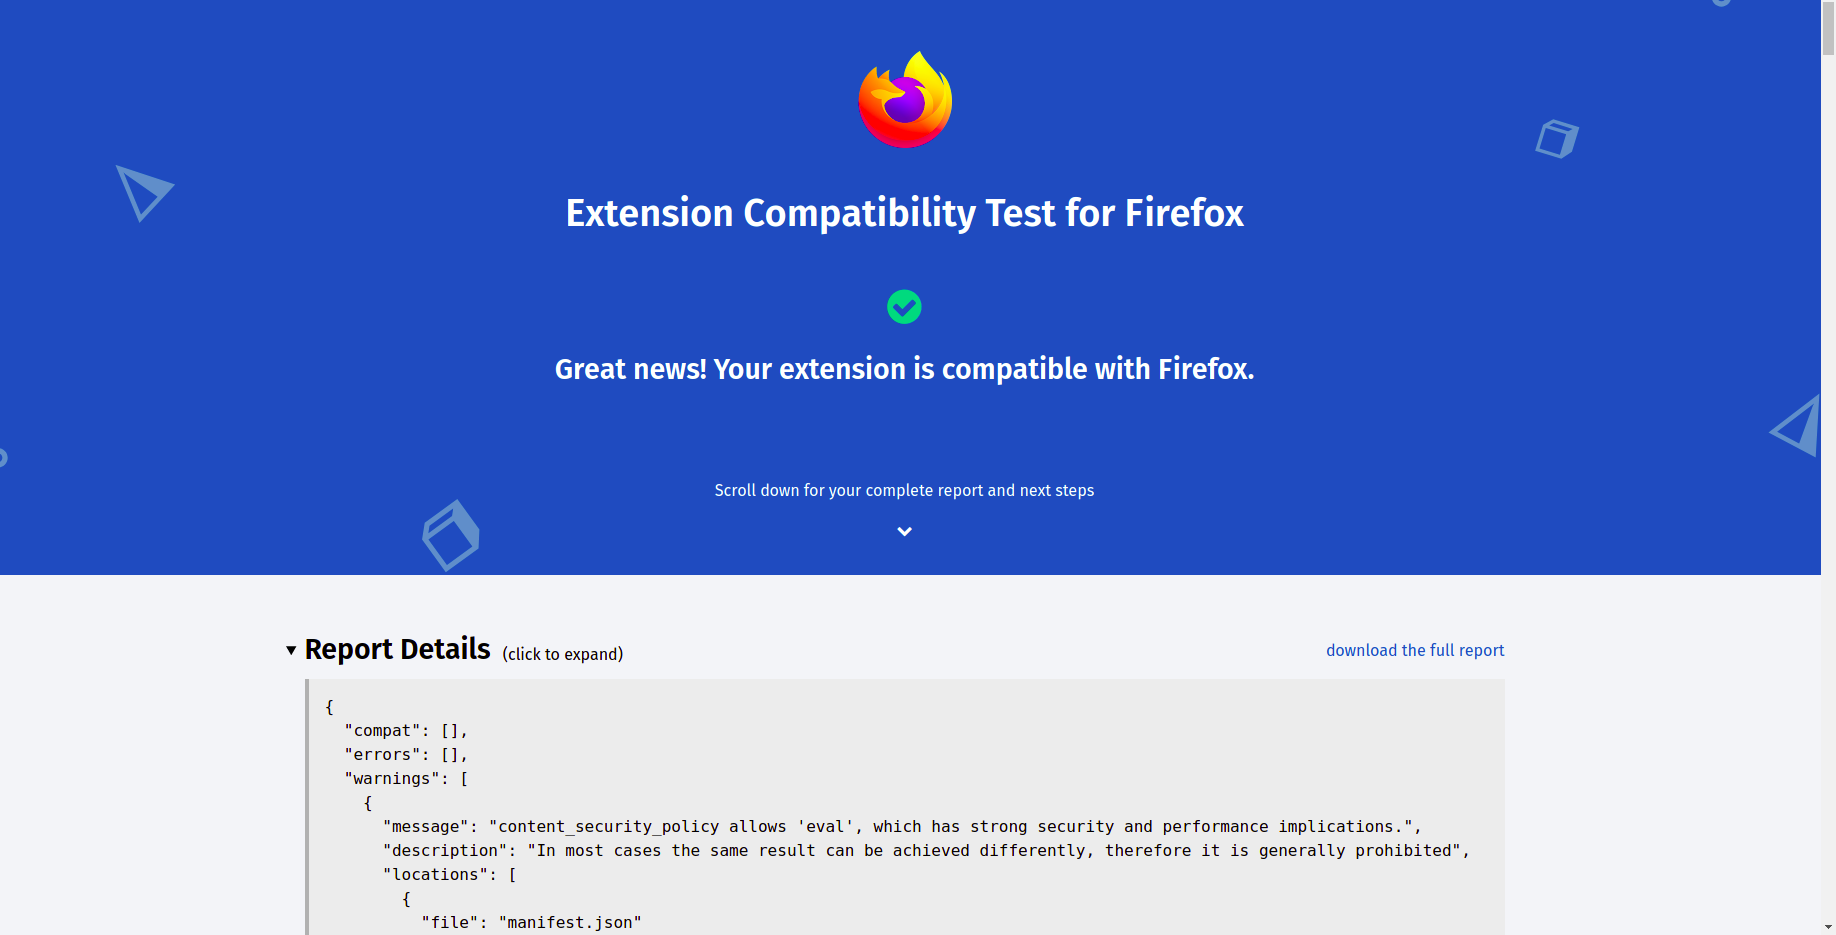 Extension Compatibility Test for Firefox
Great news! Your extension is compatible with Firefox.
Scroll down for your complete report and next steps
Report Details (click to expand)
download the full report
{
  "compat": [],
  "errors": [],
  "warnings": [
    {
      "message": "content_security_policy allows 'eval', which has strong security and performance implications.",
      "description": "In most cases the same result can be achieved differently, therefore it is generally prohibited",
      "locations": [
        {
          "file": "manifest.json"